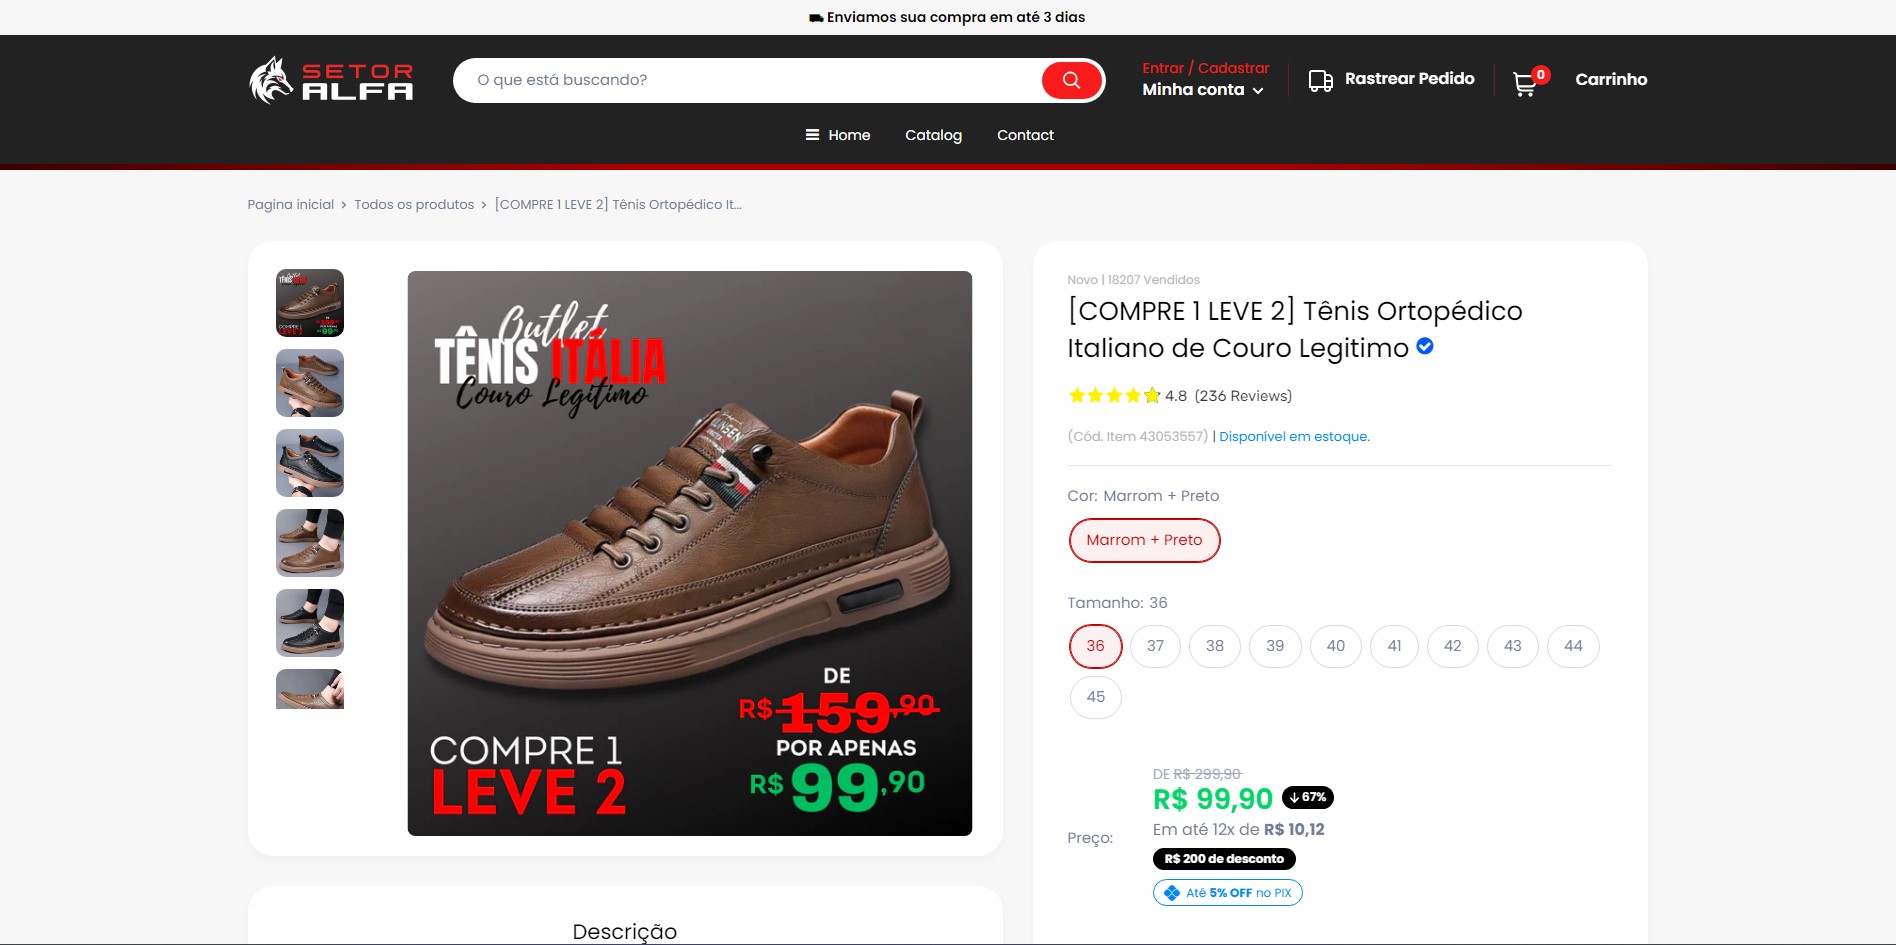 Enviamos sua compra em até 3 dias
SETOR
ALFA
O que está buscando?
Entrar / Cadastrar
Minha conta
Rastrear Pedido
0
Carrinho
Home
Catalog
Contact
Pagina inicial
Todos os produtos
[COMPRE 1 LEVE 2] Tênis Ortopédico It...
Outlet
TÊNIS ITÁLIA
Couro Legítimo
DE
R$159,90
POR APENAS
R$99,90
COMPRE 1
LEVE 2
Novo | 18207 Vendidos
[COMPRE 1 LEVE 2] Tênis Ortopédico
Italiano de Couro Legitimo
4.8 (236 Reviews)
(Cód. Item 43053557) | Disponível em estoque.
Cor: Marrom + Preto
Marrom + Preto
Tamanho: 36
36 37 38 39 40 41 42 43 44
45
Preço:
DE R$ 299,90
R$ 99,90 67%
Em até 12x de R$ 10,12
R$ 200 de desconto
Até 5% OFF no PIX
Descrição